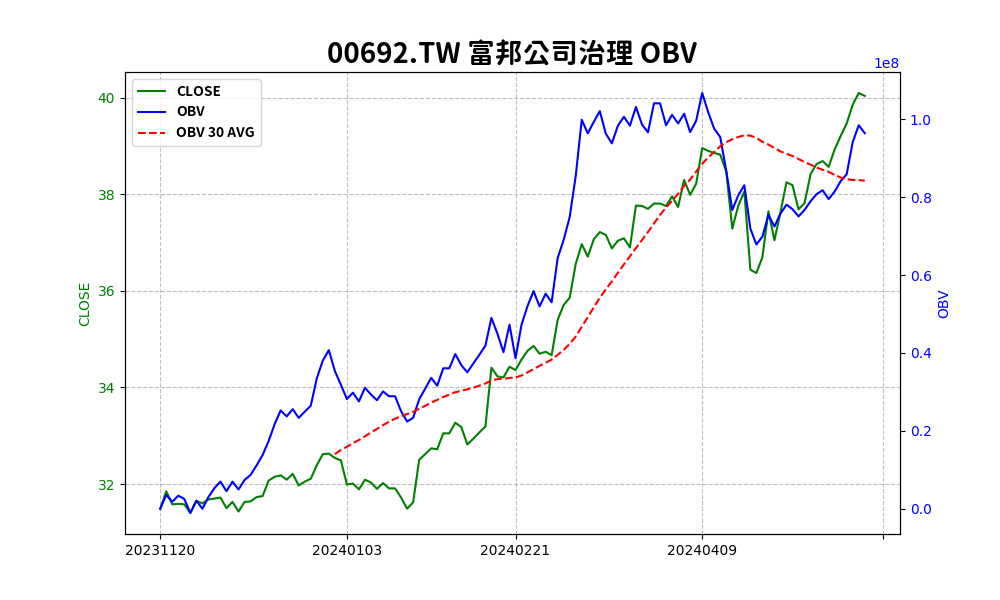 00692.TW 富邦公司治理 OBV
1e8
CLOSE
OBV
OBV 30 AVG
40
38
36
34
32
CLOSE
1.0
0.8
0.6
0.4
0.2
0.0
OBV
20231120
20240103
20240221
20240409